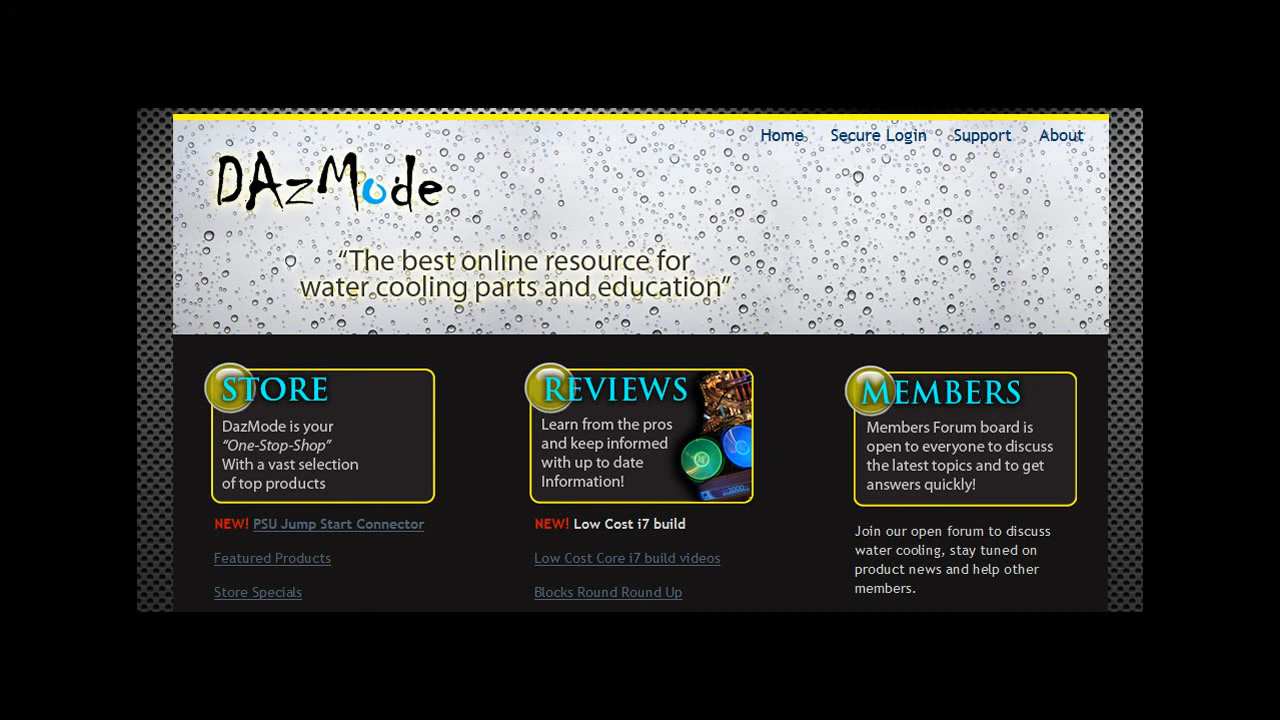 Home Secure Login Support About
DAzMode
“The best online resource for
water cooling parts and education”
STORE
DazMode is your
“One-Stop-Shop”
With a vast selection
of top products
NEW! PSU Jump Start Connector
Featured Products
Store Specials
REVIEWS
Learn from the pros
and keep informed
with up to date
Information!
NEW! Low Cost i7 build
Low Cost Core i7 build videos
Blocks Round Round Up
MEMBERS
Members Forum board is
open to everyone to discuss
the latest topics and to get
answers quickly!
Join our open forum to discuss
water cooling, stay tuned on
product news and help other
members.